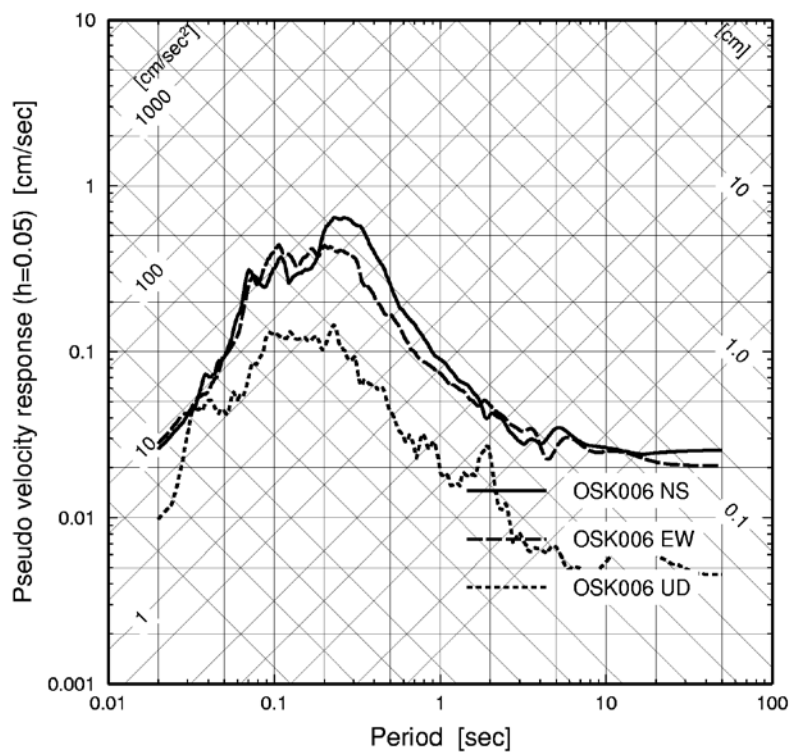 10
[cm/sec²]
[cm]
1000
1
10
100
0.1
1.0
10
0.01
0.1
OSK006 NS
OSK006 EW
OSK006 UD
1
0.001
0.01
0.1
1
10
100
Period [sec]
Pseudo velocity response (h=0.05) [cm/sec]